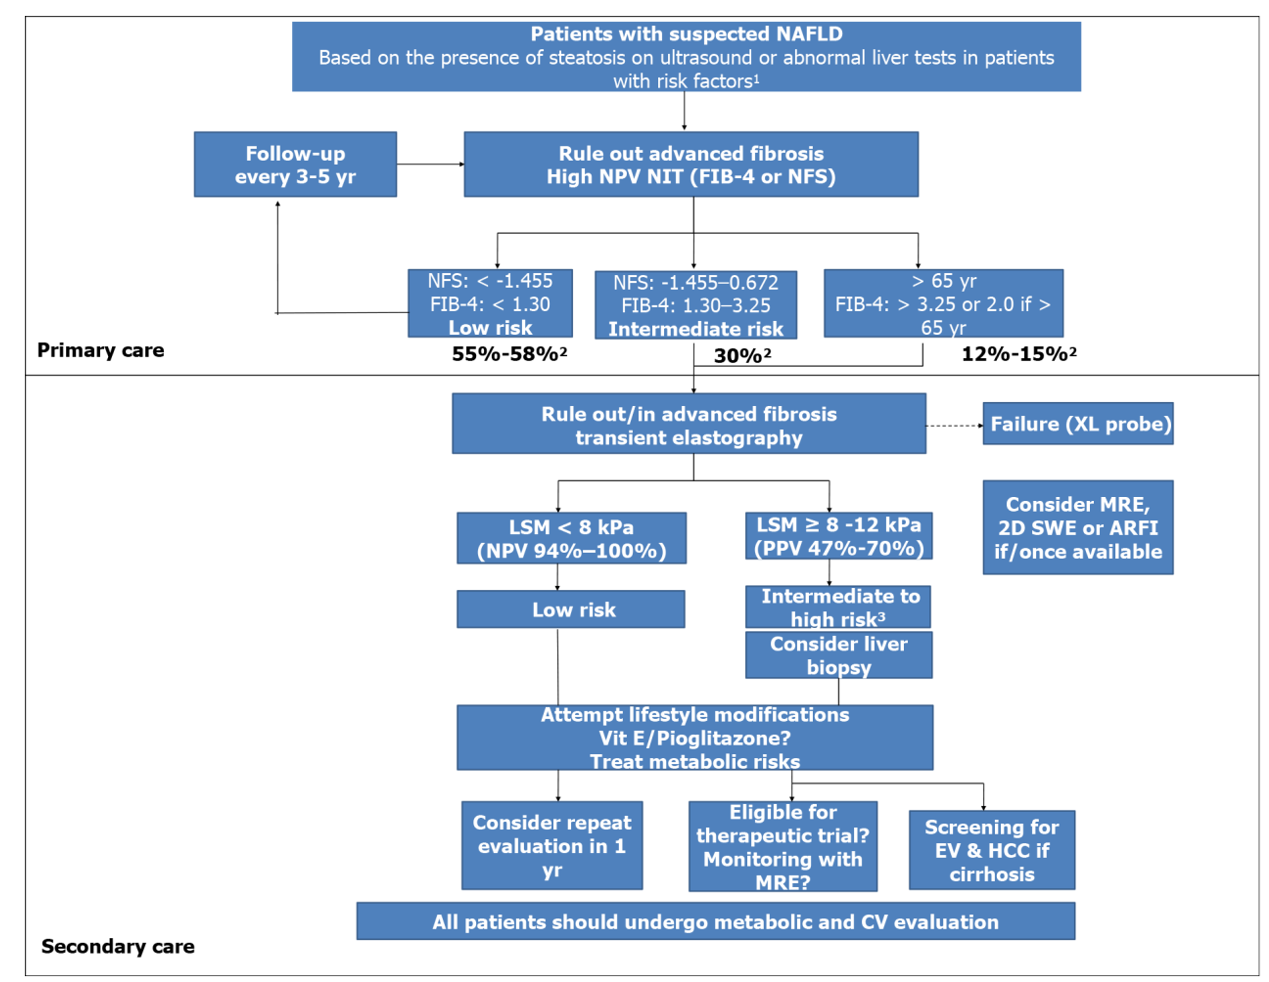 Patients with suspected NAFLD
Based on the presence of steatosis on ultrasound or abnormal liver tests in patients
with risk factors¹
Follow-up
every 3-5 yr
Rule out advanced fibrosis
High NPV NIT (FIB-4 or NFS)
NFS: < -1.455
FIB-4: < 1.30
Low risk
NFS: -1.455–0.672
FIB-4: 1.30–3.25
Intermediate risk
> 65 yr
FIB-4: > 3.25 or 2.0 if >
65 yr
Primary care
55%-58%²
30%²
12%-15%²
Rule out/in advanced fibrosis
transient elastography
Failure (XL probe)
Consider MRE,
2D SWE or ARFI
if/once available
LSM < 8 kPa
(NPV 94%–100%)
LSM ≥ 8 -12 kPa
(PPV 47%-70%)
Low risk
Intermediate to
high risk³
Consider liver
biopsy
Attempt lifestyle modifications
Vit E/Pioglitazone?
Treat metabolic risks
Consider repeat
evaluation in 1
yr
Eligible for
therapeutic trial?
Monitoring with
MRE?
Screening for
EV & HCC if
cirrhosis
All patients should undergo metabolic and CV evaluation
Secondary care